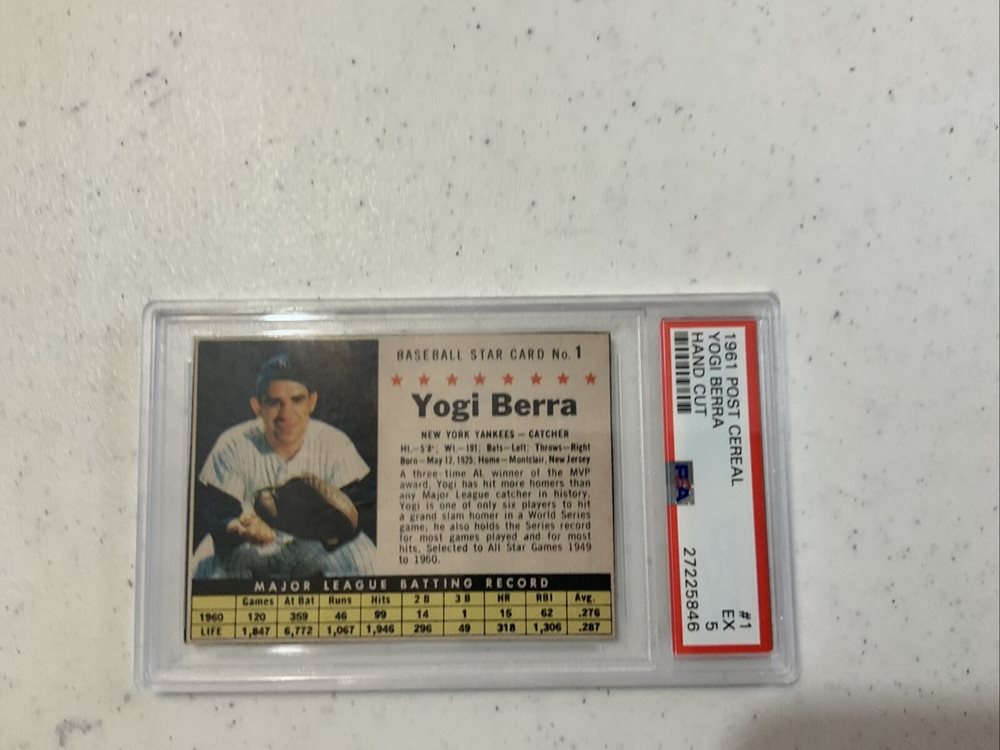 BASEBALL STAR CARD No. 1
Yogi Berra
NEW YORK YANKEES — CATCHER
Ht.—5'8"; Wt.—191; Bats—Left; Throws—Right
Born—May 12, 1925; Home—Montclair, New Jersey
A three-time AL winner of the MVP
award, Yogi has hit more homers than
any Major League catcher in history.
Yogi is one of only six players to hit
a grand slam homer in a World Series
game; he also holds the Series record
for most games played and for most
hits. Selected to All Star Games 1949
to 1960.
MAJOR LEAGUE BATTING RECORD
Games At Bat Runs Hits 2 B 3 B HR RBI Avg.
1960 120 359 46 99 14 1 15 62 .276
LIFE 1,847 6,772 1,067 1,946 296 49 318 1,306 .287
1961 POST CEREAL #1
YOGI BERRA EX
HAND CUT 5
PSA 27225846